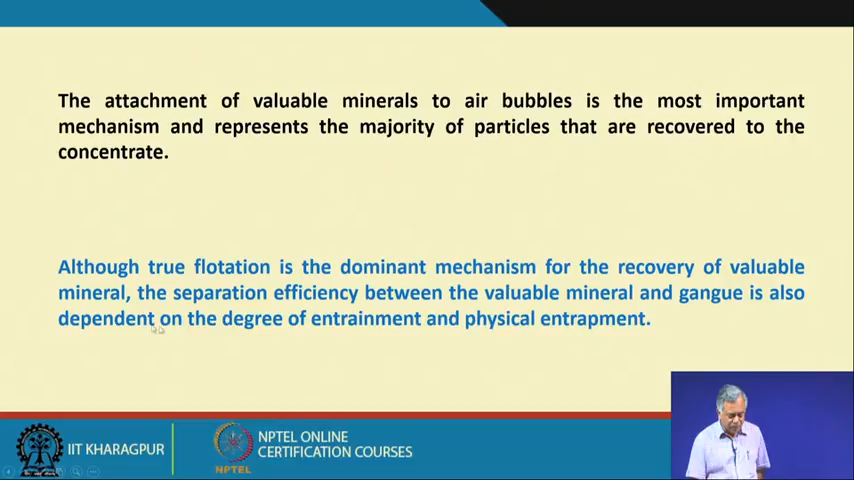 The attachment of valuable minerals to air bubbles is the most important
mechanism and represents the majority of particles that are recovered to the
concentrate.
Although true flotation is the dominant mechanism for the recovery of valuable
mineral, the separation efficiency between the valuable mineral and gangue is also
dependent on the degree of entrainment and physical entrapment.
IIT KHARAGPUR
NPTEL
NPTEL ONLINE
CERTIFICATION COURSES